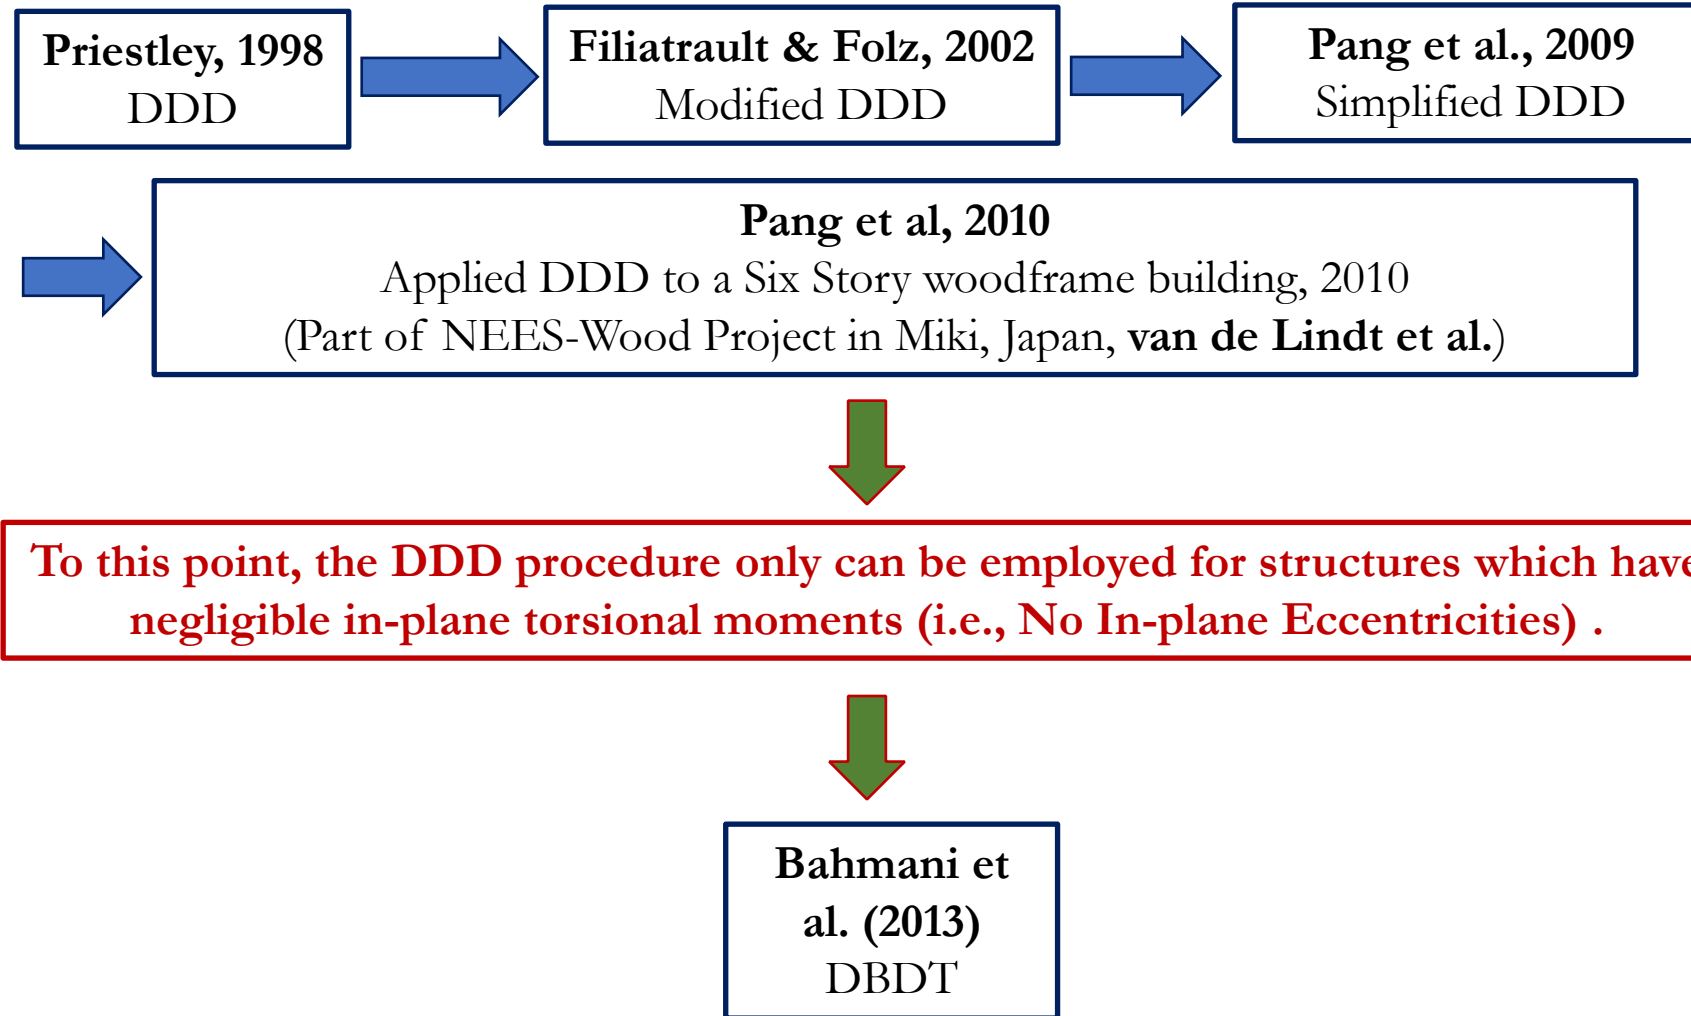 Priestley, 1998
DDD
Filiatrault & Folz, 2002
Modified DDD
Pang et al., 2009
Simplified DDD
Pang et al, 2010
Applied DDD to a Six Story woodframe building, 2010
(Part of NEES-Wood Project in Miki, Japan, van de Lindt et al.)
To this point, the DDD procedure only can be employed for structures which have
negligible in-plane torsional moments (i.e., No In-plane Eccentricities) .
Bahmani et
al. (2013)
DBDT